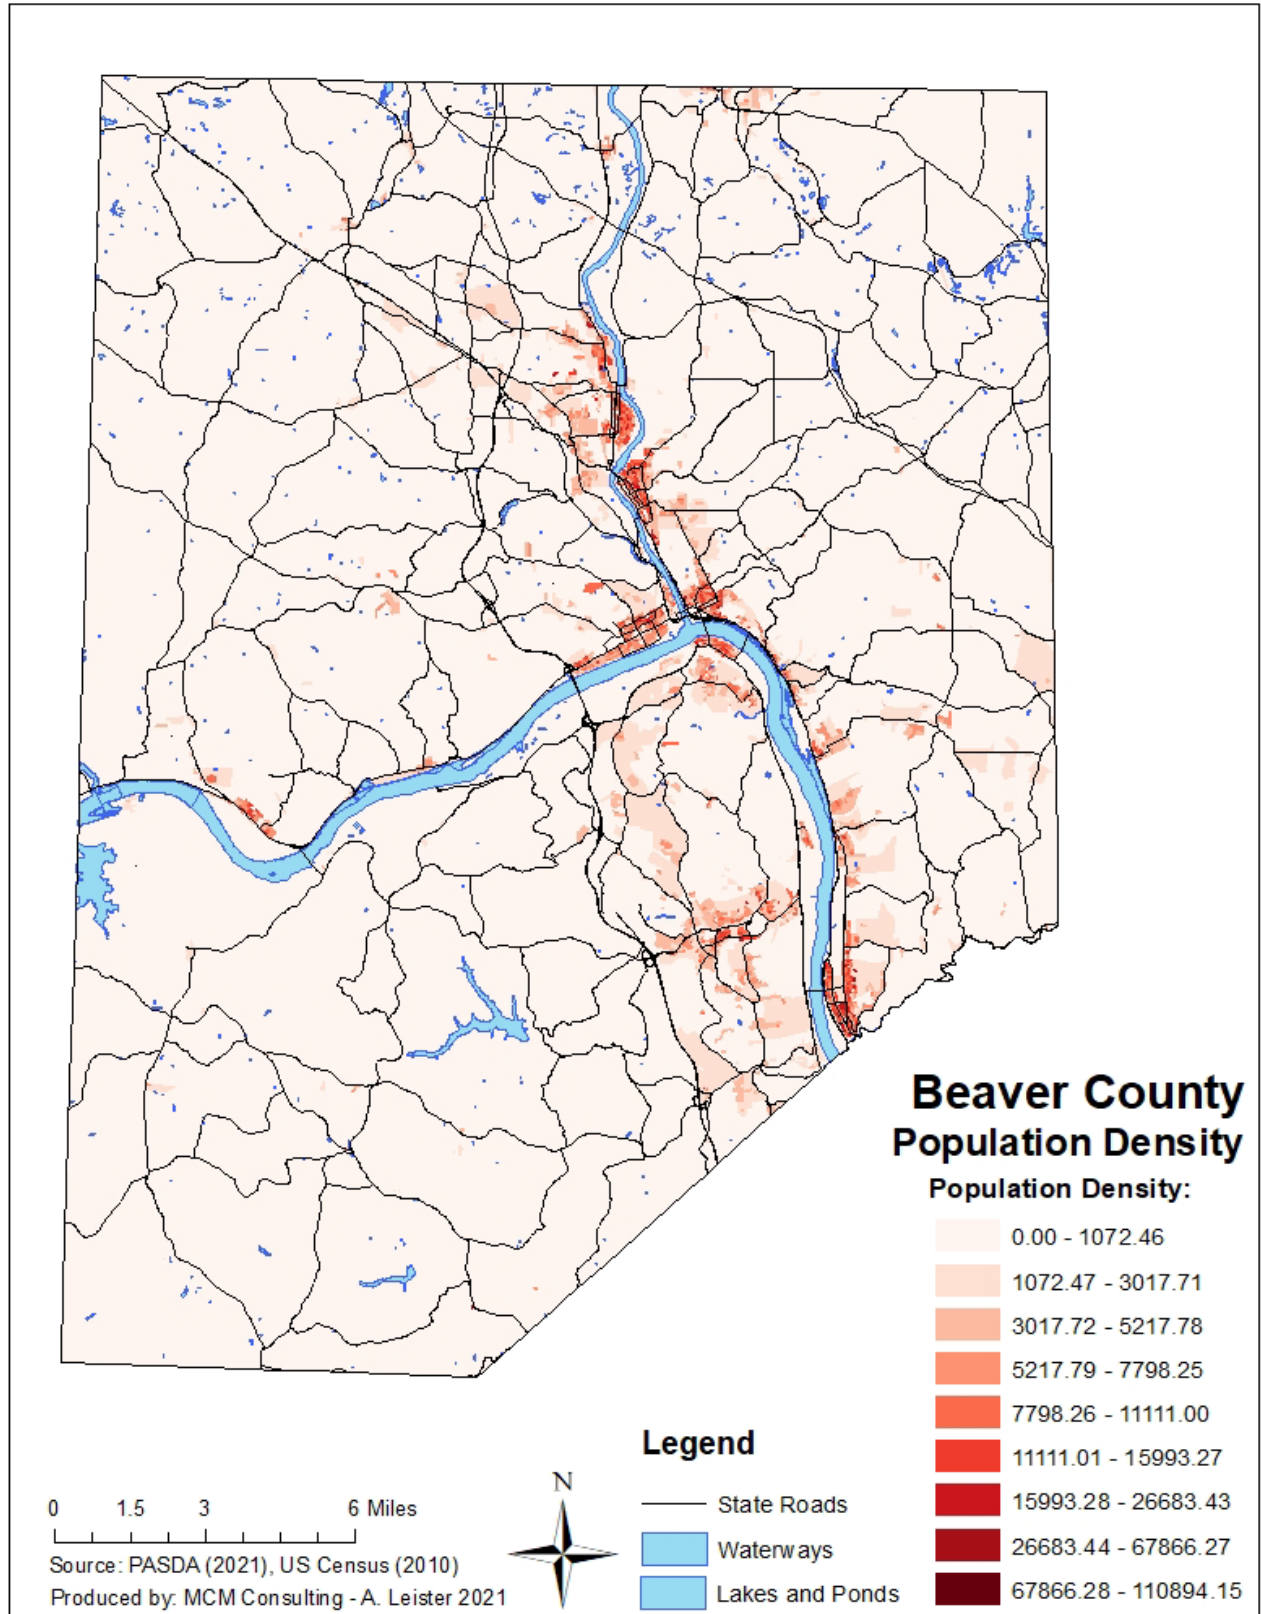 Beaver County
Population Density
Population Density:
0.00 - 1072.46
1072.47 - 3017.71
3017.72 - 5217.78
5217.79 - 7798.25
7798.26 - 11111.00
11111.01 - 15993.27
15993.28 - 26683.43
26683.44 - 67866.27
67866.28 - 110894.15
Legend
State Roads
Waterways
Lakes and Ponds
N
0 1.5 3 6 Miles
Source: PASDA (2021), US Census (2010)
Produced by: MCM Consulting - A. Leister 2021